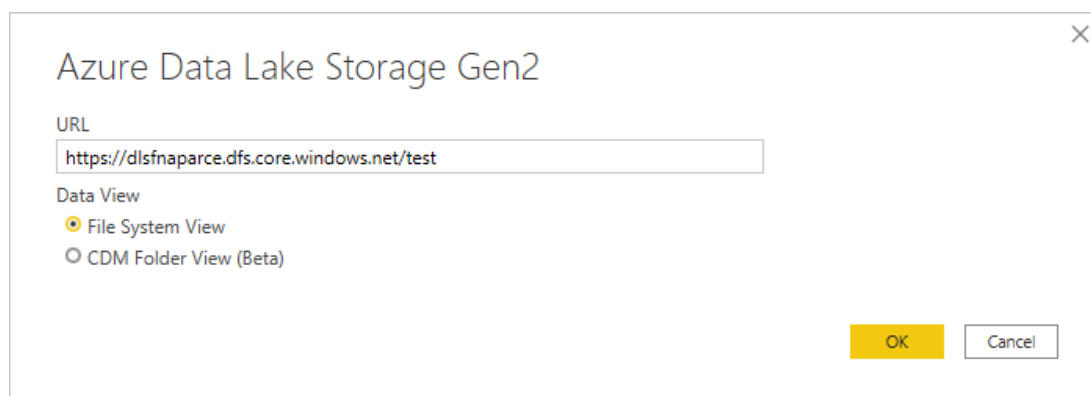 Azure Data Lake Storage Gen2
URL
https://dlsfnaparce.dfs.core.windows.net/test
Data View
File System View
CDM Folder View (Beta)
OK
Cancel